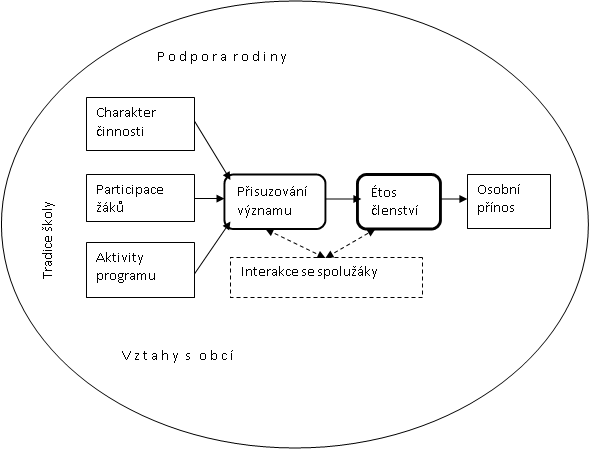 Podpora rodiny
Charakter
činnosti
Participace
žáků
Aktivity
programu
Tradice školy
Přisuzování
významu
Étos
členství
Osobní
přínos
Interakce se spolužáky
Vztahy s obcí